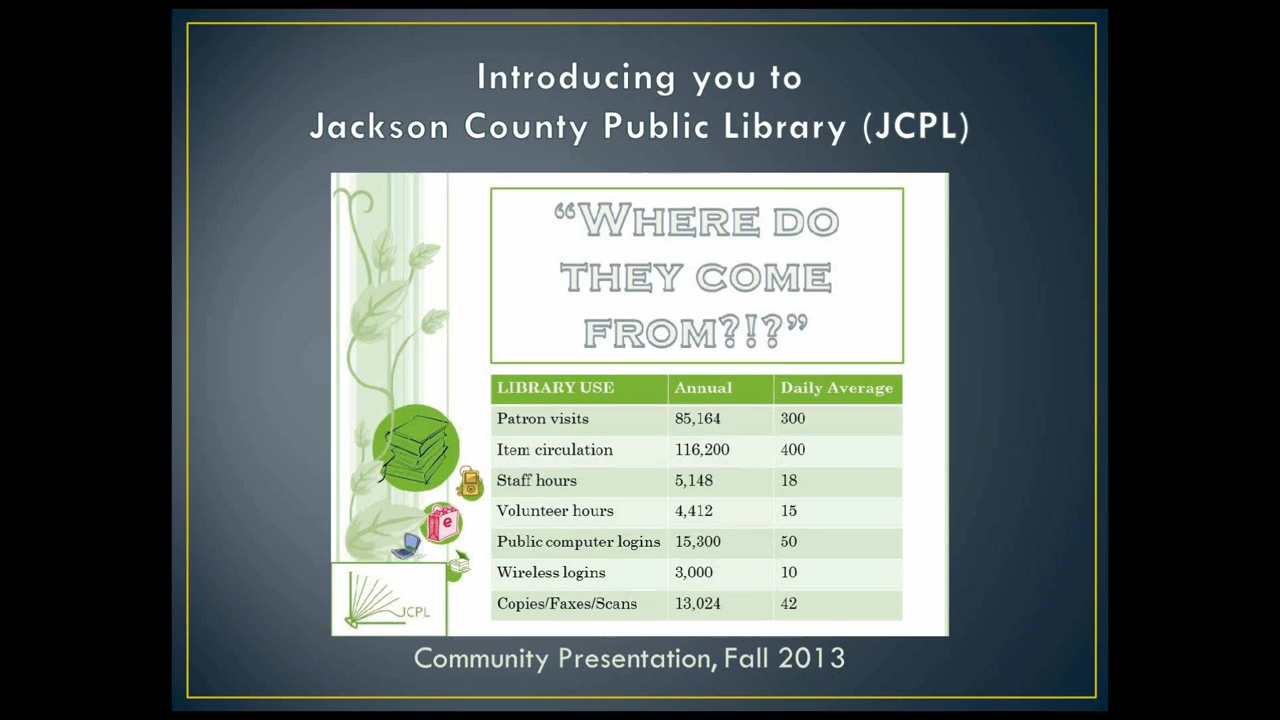 Introducing you to
Jackson County Public Library (JCPL)
“WHERE DO
THEY COME
FROM?!?”
LIBRARY USE Annual Daily Average
Patron visits 85,164 300
Item circulation 116,200 400
Staff hours 5,148 18
Volunteer hours 4,412 15
Public computer logins 15,300 50
Wireless logins 3,000 10
Copies/Faxes/Scans 13,024 42
e
JCPL
Community Presentation, Fall 2013